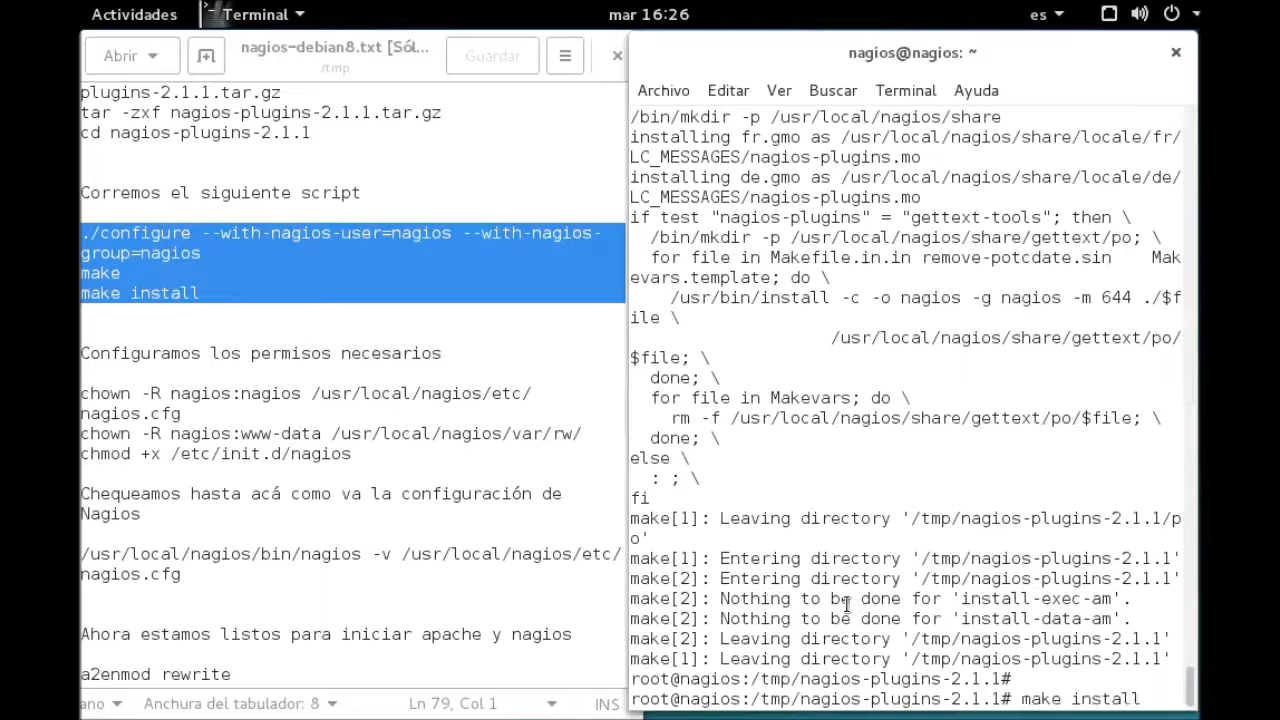 Actividades
Terminal
mar 16:26
es
Abrir
nagios-debian8.txt [Sól...
/tmp
Guardar
plugins-2.1.1.tar.gz
tar -zxf nagios-plugins-2.1.1.tar.gz
cd nagios-plugins-2.1.1
Corremos el siguiente script
./configure --with-nagios-user=nagios --with-nagios-
group=nagios
make
make install
Configuramos los permisos necesarios
chown -R nagios:nagios /usr/local/nagios/etc/
nagios.cfg
chown -R nagios:www-data /usr/local/nagios/var/rw/
chmod +x /etc/init.d/nagios
Chequeamos hasta acá como va la configuración de
Nagios
/usr/local/nagios/bin/nagios -v /usr/local/nagios/etc/
nagios.cfg
Ahora estamos listos para iniciar apache y nagios
a2enmod rewrite
ano
Anchura del tabulador: 8
Ln 79, Col 1
INS
nagios@nagios: ~
Archivo Editar Ver Buscar Terminal Ayuda
/bin/mkdir -p /usr/local/nagios/share
installing fr.gmo as /usr/local/nagios/share/locale/fr/
LC_MESSAGES/nagios-plugins.mo
installing de.gmo as /usr/local/nagios/share/locale/de/
LC_MESSAGES/nagios-plugins.mo
if test "nagios-plugins" = "gettext-tools"; then \
/bin/mkdir -p /usr/local/nagios/share/gettext/po; \
for file in Makefile.in.in remove-potcdate.sin    Mak
evars.template; do \
/usr/bin/install -c -o nagios -g nagios -m 644 ./$f
ile \
/usr/local/nagios/share/gettext/po/
$file; \
done; \
for file in Makevars; do \
rm -f /usr/local/nagios/share/gettext/po/$file; \
done; \
else \
: ; \
fi
make[1]: Leaving directory '/tmp/nagios-plugins-2.1.1/p
o'
make[1]: Entering directory '/tmp/nagios-plugins-2.1.1'
make[2]: Entering directory '/tmp/nagios-plugins-2.1.1'
make[2]: Nothing to be done for 'install-exec-am'.
make[2]: Nothing to be done for 'install-data-am'.
make[2]: Leaving directory '/tmp/nagios-plugins-2.1.1'
make[1]: Leaving directory '/tmp/nagios-plugins-2.1.1'
root@nagios:/tmp/nagios-plugins-2.1.1#
root@nagios:/tmp/nagios-plugins-2.1.1# make install